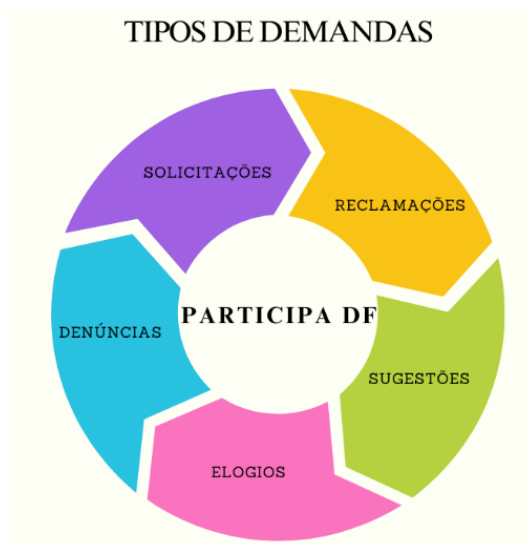 TIPOS DE DEMANDAS
SOLICITAÇÕES
RECLAMAÇÕES
PARTICIPA DF
DENÚNCIAS
SUGESTÕES
ELOGIOS